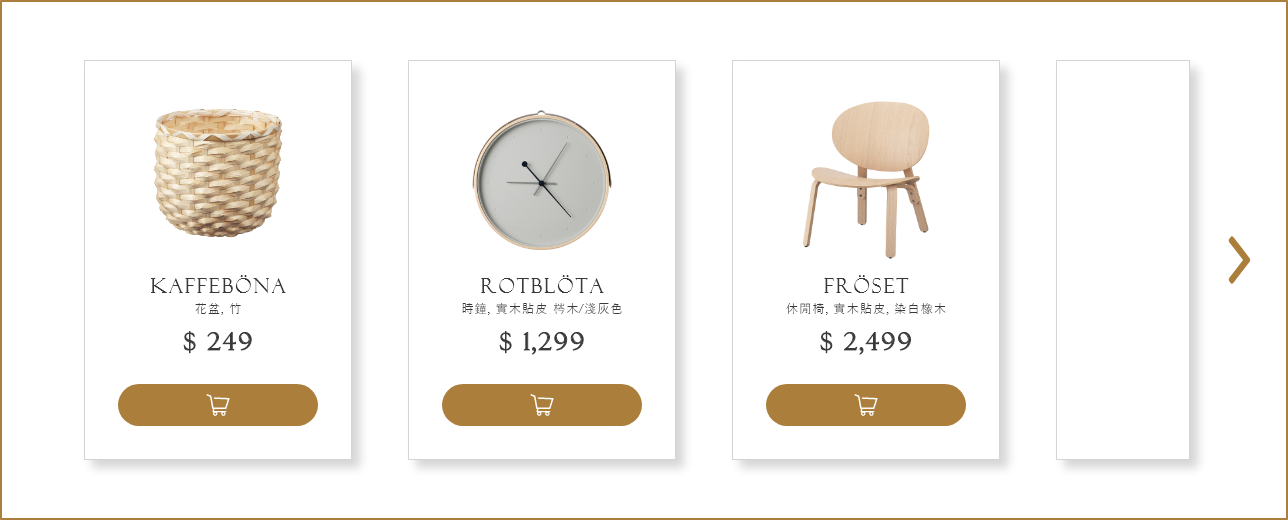 KAFFEBÖNA
花盆, 竹
$ 249
ROTBLÖTA
時鐘, 實木貼皮 梣木/淺灰色
$ 1,299
FRÖSET
休閒椅, 實木貼皮, 染白橡木
$ 2,499